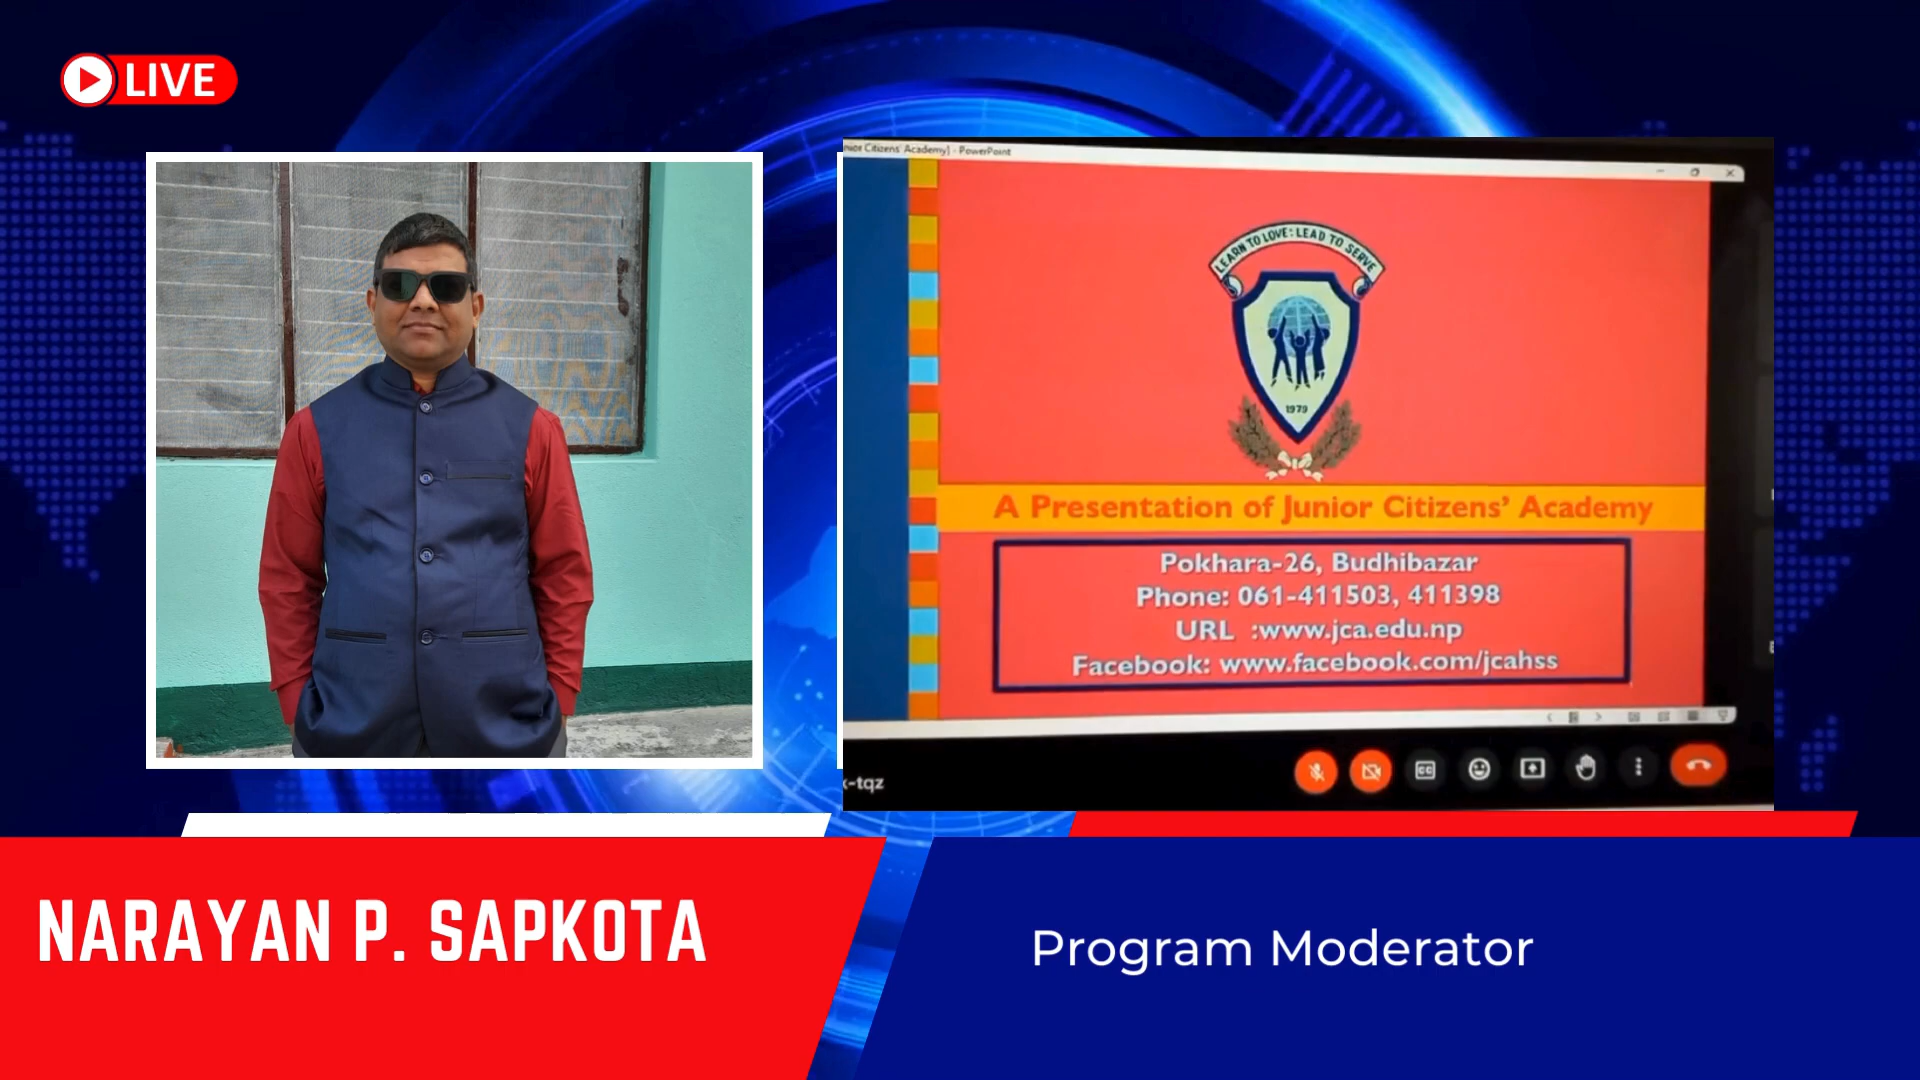 LIVE
nior Citizens' Academy] - PowerPoint
LEARN TO LOVE: LEAD TO SERVE
1979
A Presentation of Junior Citizens' Academy
Pokhara-26, Budhibazar
Phone: 061-411503, 411398
URL :www.jca.edu.np
Facebook: www.facebook.com/jcahss
CC
-tqz
NARAYAN P. SAPKOTA
Program Moderator